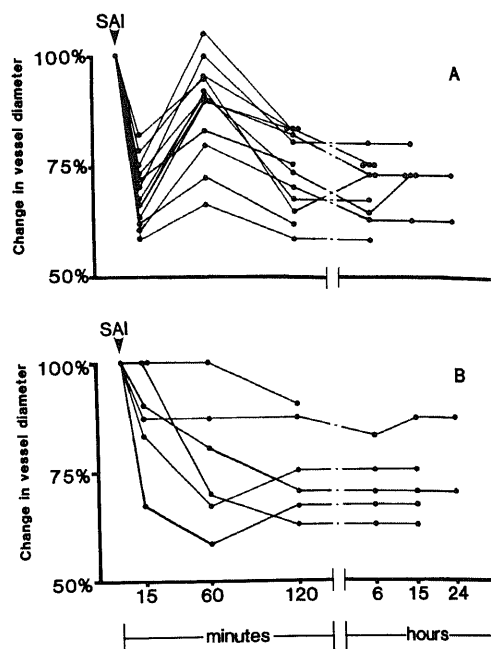 SAI
100%
A
75%
50%
Change in vessel diameter
SAI
100%
B
75%
50%
Change in vessel diameter
15 60 120 6 15 24
minutes hours